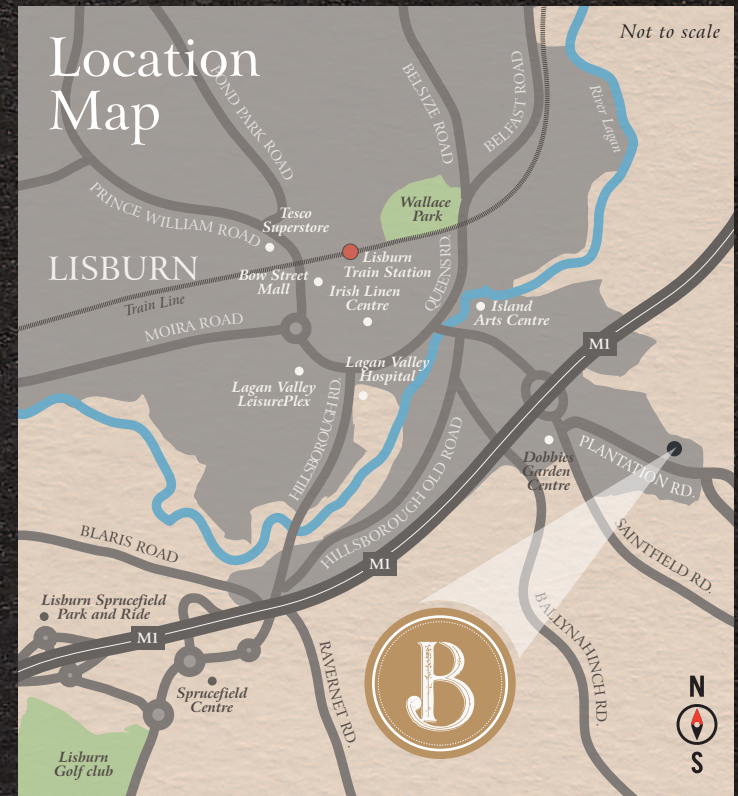 Not to scale
Location
Map
BOND PARK ROAD
BELSIZE ROAD
BELFAST ROAD
River Lagan
PRINCE WILLIAM ROAD
Tesco
Superstore
Wallace
Park
LISBURN
Lisburn
Train Station
Bow Street
Mall
Irish Linen
Centre
QUEENS RD.
Train Line
MOIRA ROAD
Island
Arts Centre
M1
Lagan Valley
Hospital
Lagan Valley
LeisurePlex
HILLSBOROUGH RD.
HILLSBOROUGH OLD ROAD
Dobbies
Garden
Centre
PLANTATION RD.
SAINTFIELD RD.
BLARIS ROAD
M1
Lisburn Sprucefield
Park and Ride
M1
BALLYNAHINCH RD.
RAVERNET RD.
B
Sprucefield
Centre
N
S
Lisburn
Golf club